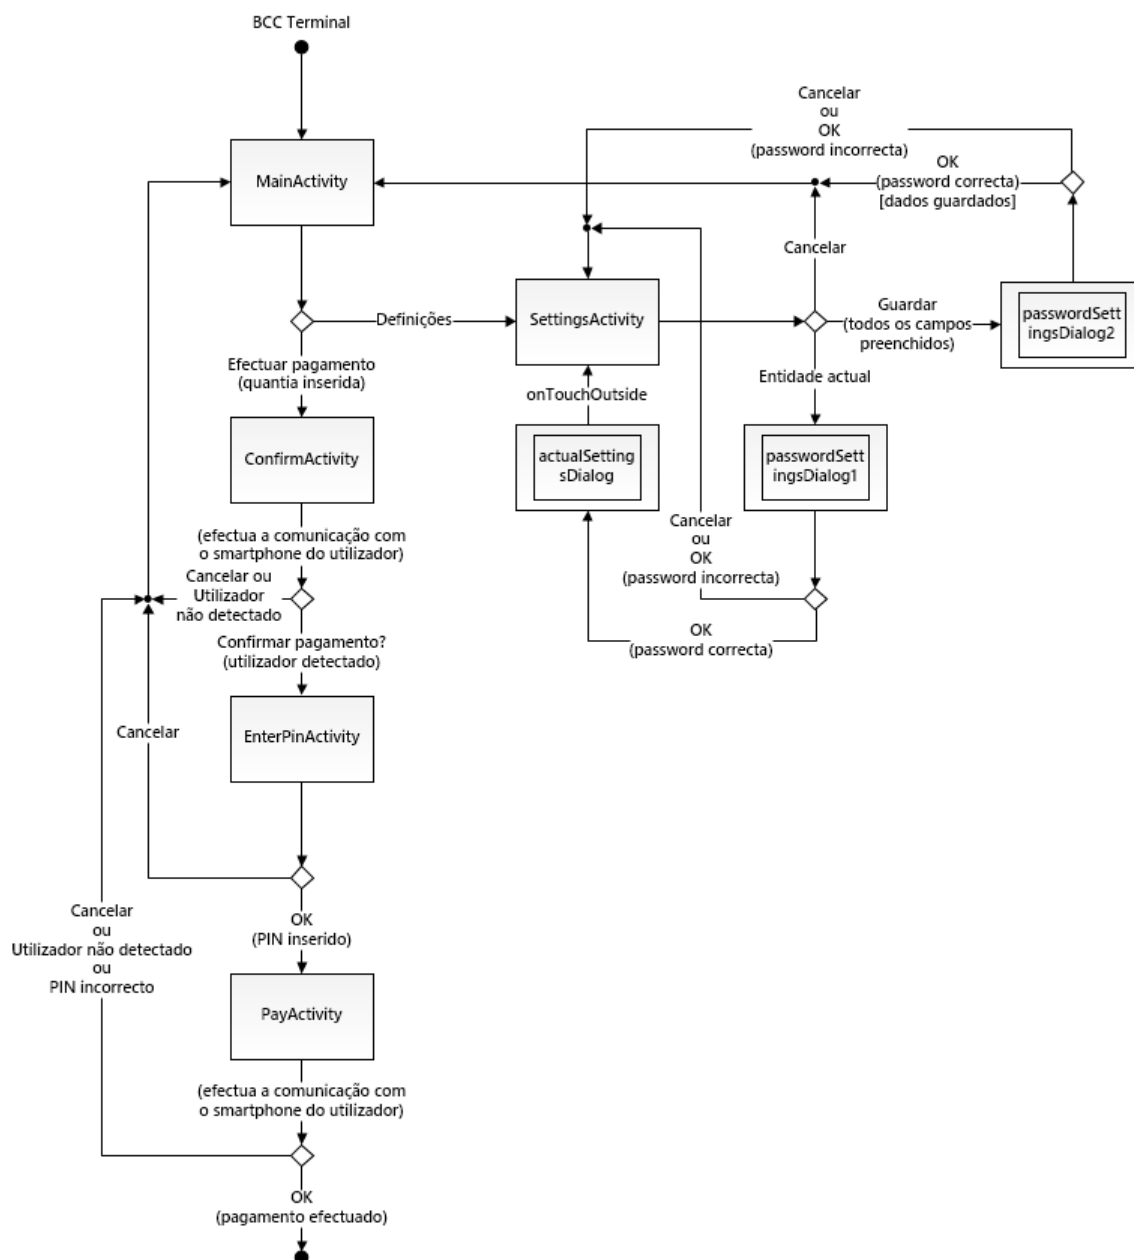 BCC Terminal
MainActivity
Cancelar
ou
OK
(password incorrecta)
OK
(password correcta)
[dados guardados]
Cancelar
Definições
SettingsActivity
Guardar
(todos os campos
preenchidos)
passwordSett
ingsDialog2
Efectuar pagamento
(quantia inserida)
onTouchOutside
Entidade actual
ConfirmActivity
actualSetting
sDialog
passwordSett
ingsDialog1
(efectua a comunicação com
o smartphone do utilizador)
Cancelar
ou
OK
(password incorrecta)
Cancelar ou
Utilizador
não detectado
OK
(password correcta)
Confirmar pagamento?
(utilizador detectado)
Cancelar
EnterPinActivity
OK
(PIN inserido)
Cancelar
ou
Utilizador não detectado
ou
PIN incorrecto
PayActivity
(efectua a comunicação com
o smartphone do utilizador)
OK
(pagamento efectuado)